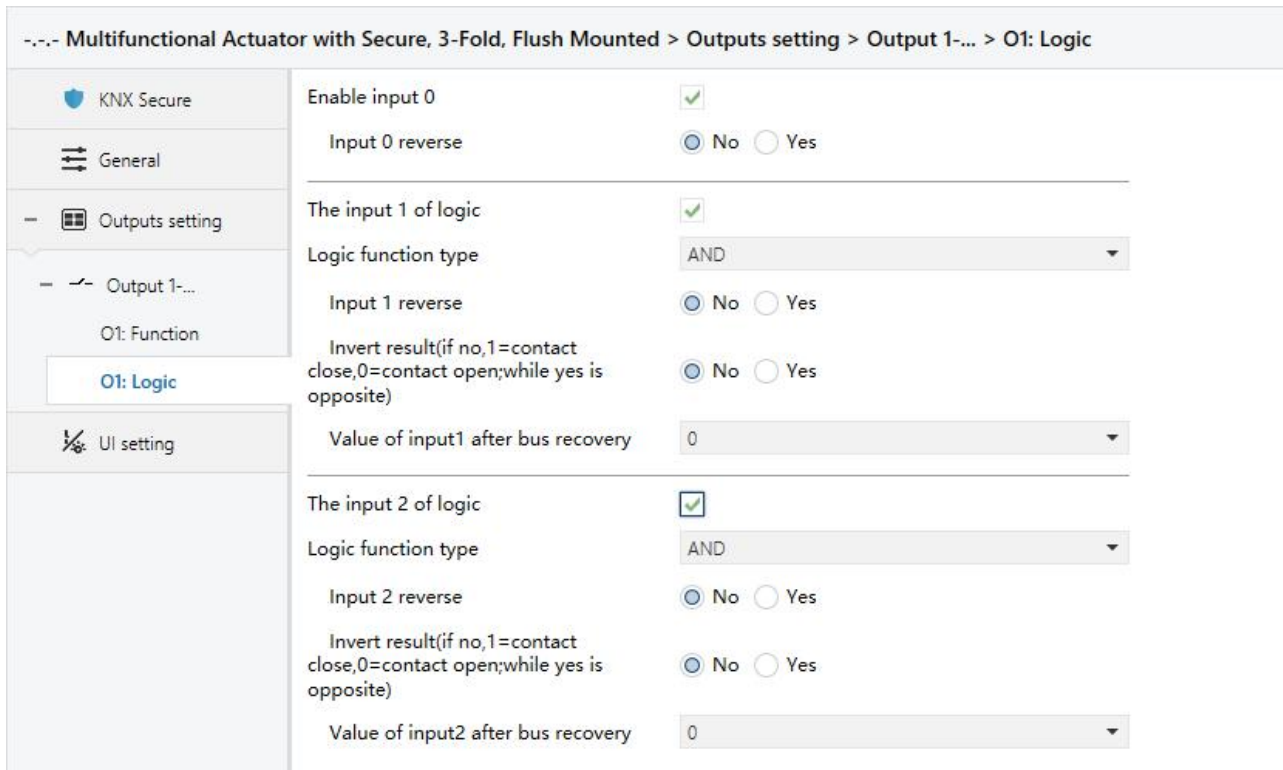 -.-.- Multifunctional Actuator with Secure, 3-Fold, Flush Mounted > Outputs setting > Output 1-... > O1: Logic
KNX Secure
General
Outputs setting
Output 1-...
O1: Function
O1: Logic
UI setting
Enable input 0
Input 0 reverse
No Yes
The input 1 of logic
Logic function type
AND
Input 1 reverse
No Yes
Invert result(if no,1=contact
close,0=contact open;while yes is
opposite)
No Yes
Value of input1 after bus recovery
0
The input 2 of logic
Logic function type
AND
Input 2 reverse
No Yes
Invert result(if no,1=contact
close,0=contact open;while yes is
opposite)
No Yes
Value of input2 after bus recovery
0